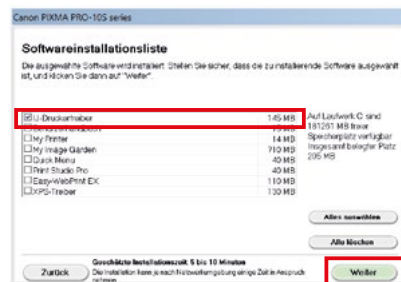 Canon PIXMA PRO-10S series
Softwareinstallationsliste
Die ausgewählte Software wird installiert. Stellen Sie sicher, dass die zu installierende Software ausgewählt
ist, und klicken Sie dann auf "Weiter".
IJ-Druckertreiber 145 MB
My Printer 14 MB
My Image Garden 710 MB
Quick Menu 40 MB
Print Studio Pro 40 MB
Easy-WebPrint EX 110 MB
XPS-Treiber 130 MB
Auf Laufwerk C sind
181261 MB freier
Speicherplatz verfügbar
Insgesamt belegter Platz
205 MB
Alles auswählen
Alle löschen
Geschätzte Installationszeit: 5 bis 10 Minuten
Die Installation kann je nach Netzwerkumgebung einige Zeit in Anspruch
nehmen.
Zurück
Weiter